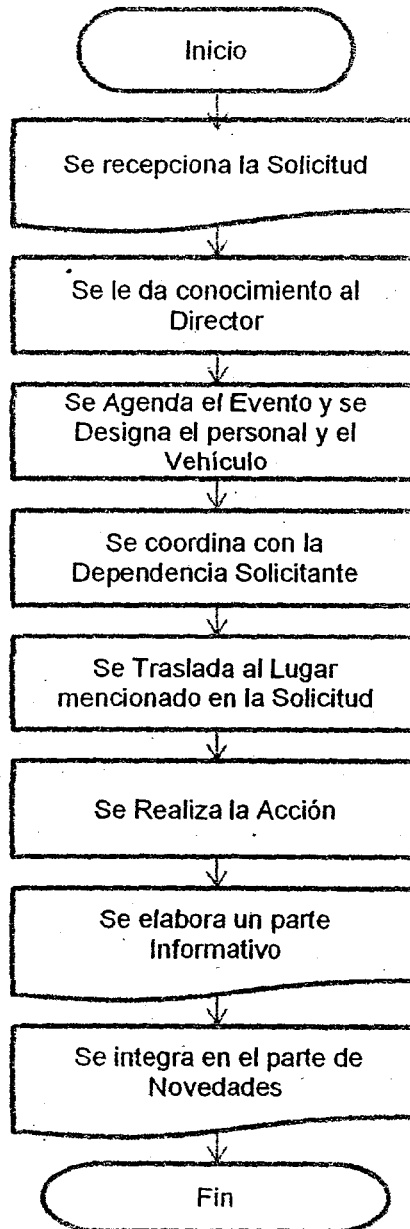 Inicio
Se recepciona la Solicitud
Se le da conocimiento al
Director
Se Agenda el Evento y se
Designa el personal y el
Vehículo
Se coordina con la
Dependencia Solicitante
Se Traslada al Lugar
mencionado en la Solicitud
Se Realiza la Acción
Se elabora un parte
Informativo
Se integra en el parte de
Novedades
Fin